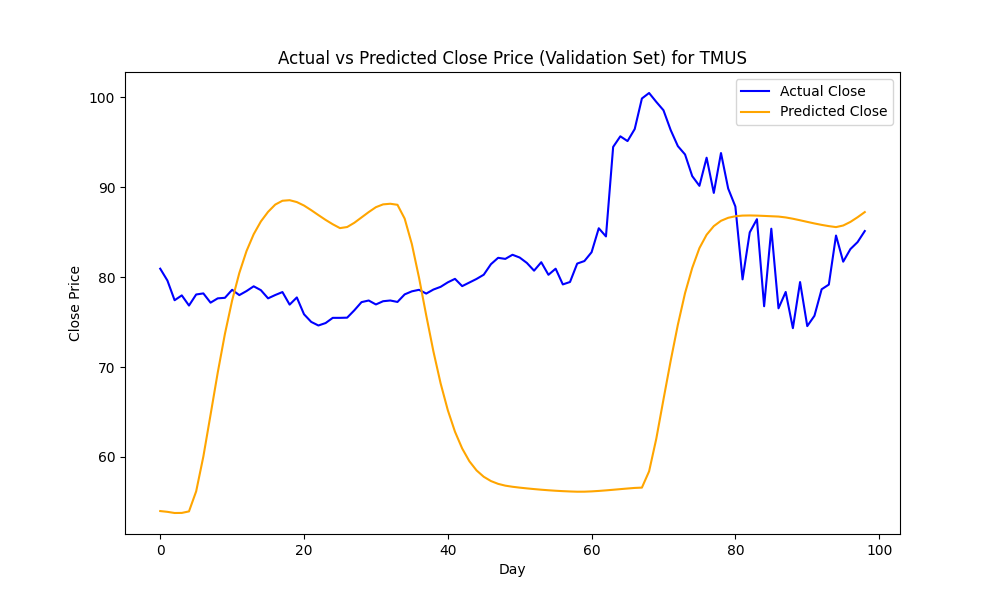 Actual vs Predicted Close Price (Validation Set) for TMUS
Actual Close
Predicted Close
Close Price
100
90
80
70
60
0 20 40 60 80 100
Day